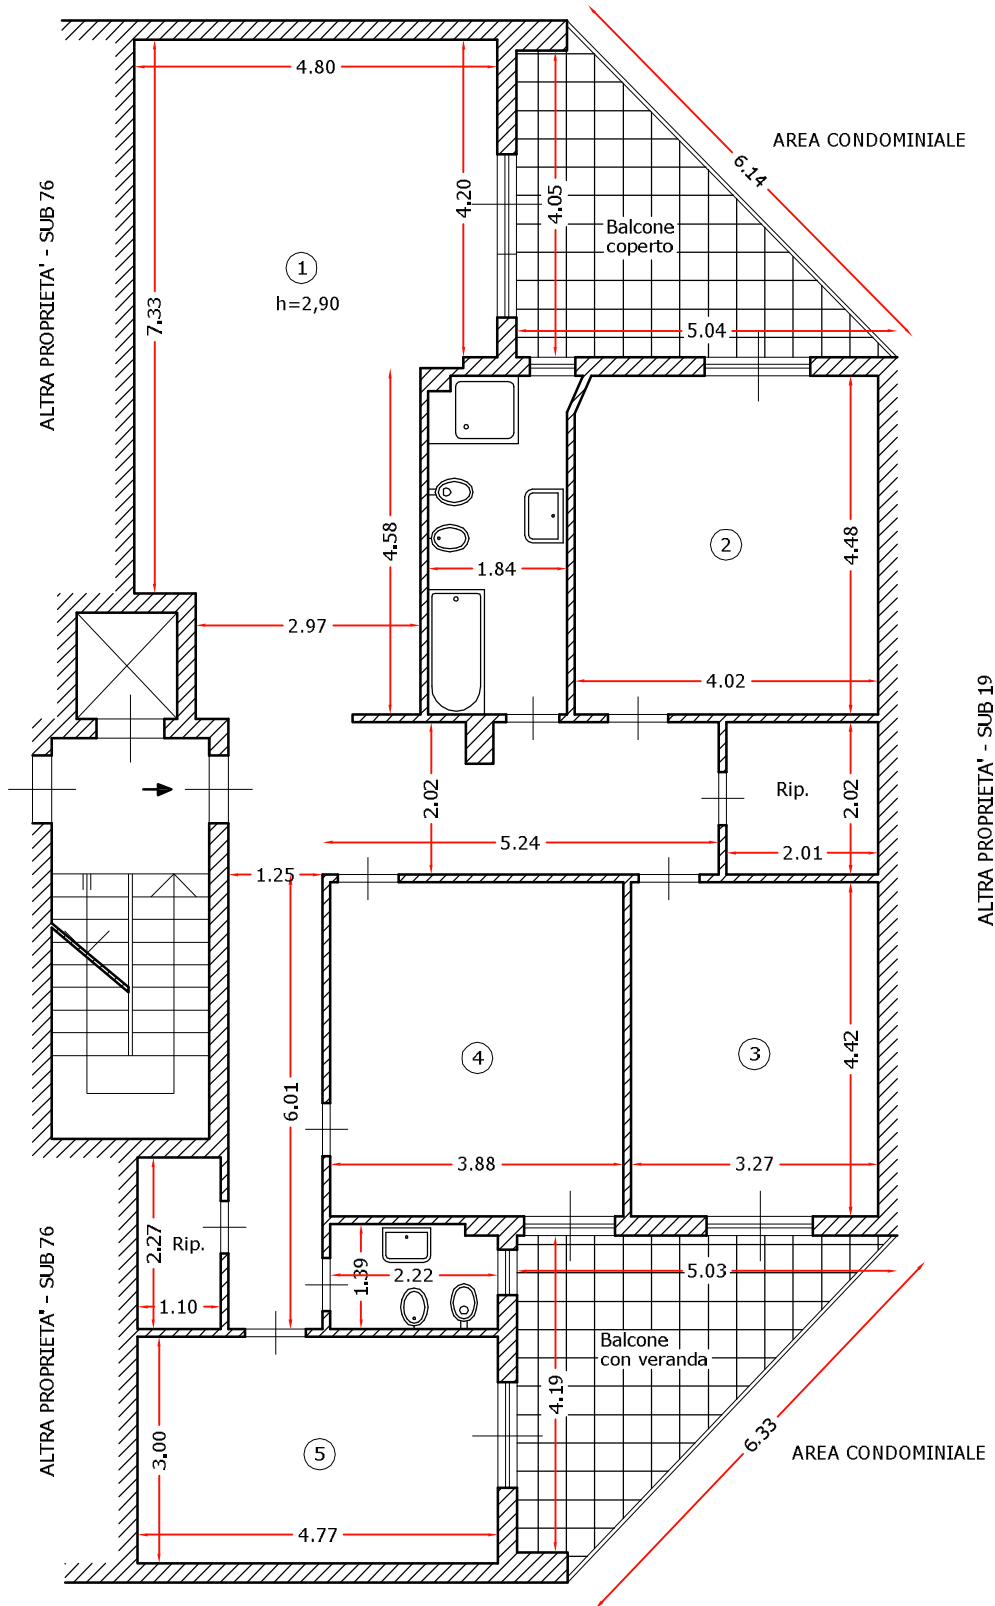 4.80
6.14
AREA CONDOMINIALE
ALTRA PROPRIETA' - SUB 76
4.20
4.05
Balcone
coperto
1
h=2,90
7.33
5.04
4.58
1.84
2
4.48
2.97
4.02
ALTRA PROPRIETA' - SUB 19
2.02
Rip.
2.02
5.24
2.01
1.25
4
3
4.42
6.01
3.88
3.27
2.27
Rip.
1.39
2.22
5.03
1.10
ALTRA PROPRIETA' - SUB 76
Balcone
con veranda
4.19
6.33
3.00
5
AREA CONDOMINIALE
4.77